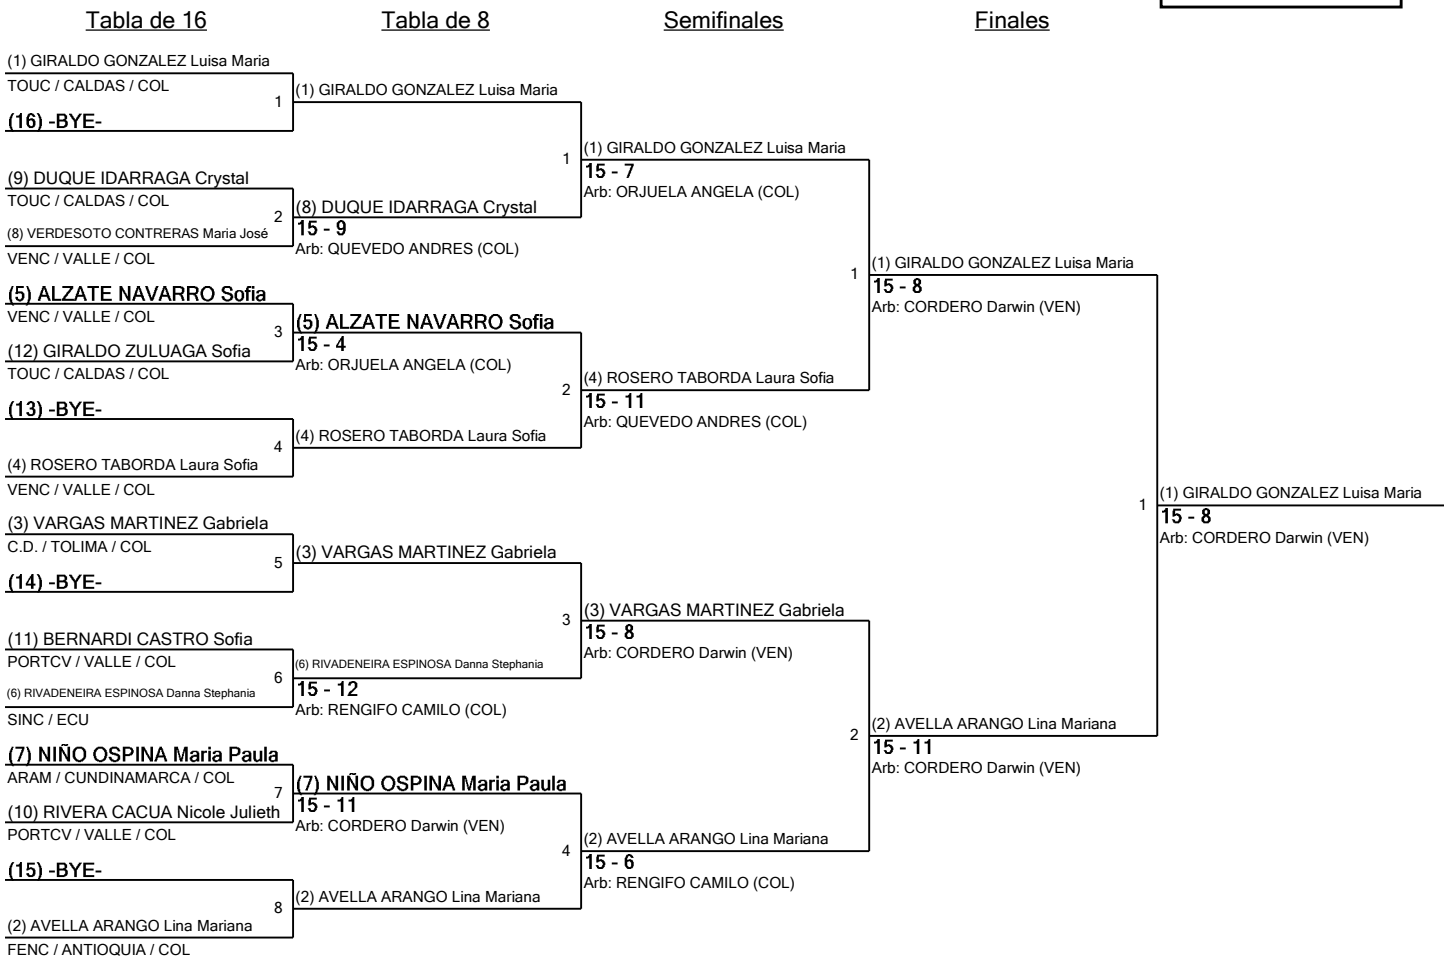 Tabla de 16
Tabla de 8
Semifinales
Finales
(1) GIRALDO GONZALEZ Luisa Maria
TOUC / CALDAS / COL
1
(16) -BYE-
(9) DUQUE IDARRAGA Crystal
TOUC / CALDAS / COL
2
(8) VERDESOTO CONTRERAS Maria José
VENC / VALLE / COL
(5) ALZATE NAVARRO Sofia
VENC / VALLE / COL
3
(12) GIRALDO ZULUAGA Sofia
TOUC / CALDAS / COL
(13) -BYE-
4
(4) ROSERO TABORDA Laura Sofia
VENC / VALLE / COL
(3) VARGAS MARTINEZ Gabriela
C.D. / TOLIMA / COL
5
(14) -BYE-
(11) BERNARDI CASTRO Sofia
PORTCV / VALLE / COL
6
(6) RIVADENEIRA ESPINOSA Danna Stephania
SINC / ECU
(7) NIÑO OSPINA Maria Paula
ARAM / CUNDINAMARCA / COL
7
(10) RIVERA CACUA Nicole Julieth
PORTCV / VALLE / COL
(15) -BYE-
8
(2) AVELLA ARANGO Lina Mariana
FENC / ANTIOQUIA / COL
(1) GIRALDO GONZALEZ Luisa Maria
1
(8) DUQUE IDARRAGA Crystal
15 - 9
Arb: QUEVEDO ANDRES (COL)
(5) ALZATE NAVARRO Sofia
15 - 4
Arb: ORJUELA ANGELA (COL)
2
(4) ROSERO TABORDA Laura Sofia
(3) VARGAS MARTINEZ Gabriela
3
(6) RIVADENEIRA ESPINOSA Danna Stephania
15 - 12
Arb: RENGIFO CAMILO (COL)
(7) NIÑO OSPINA Maria Paula
15 - 11
Arb: CORDERO Darwin (VEN)
4
(2) AVELLA ARANGO Lina Mariana
(1) GIRALDO GONZALEZ Luisa Maria
15 - 7
Arb: ORJUELA ANGELA (COL)
1
(4) ROSERO TABORDA Laura Sofia
15 - 11
Arb: QUEVEDO ANDRES (COL)
(3) VARGAS MARTINEZ Gabriela
15 - 8
Arb: CORDERO Darwin (VEN)
2
(2) AVELLA ARANGO Lina Mariana
15 - 6
Arb: RENGIFO CAMILO (COL)
(1) GIRALDO GONZALEZ Luisa Maria
15 - 8
Arb: CORDERO Darwin (VEN)
1
(2) AVELLA ARANGO Lina Mariana
15 - 11
Arb: CORDERO Darwin (VEN)
(1) GIRALDO GONZALEZ Luisa Maria
15 - 8
Arb: CORDERO Darwin (VEN)